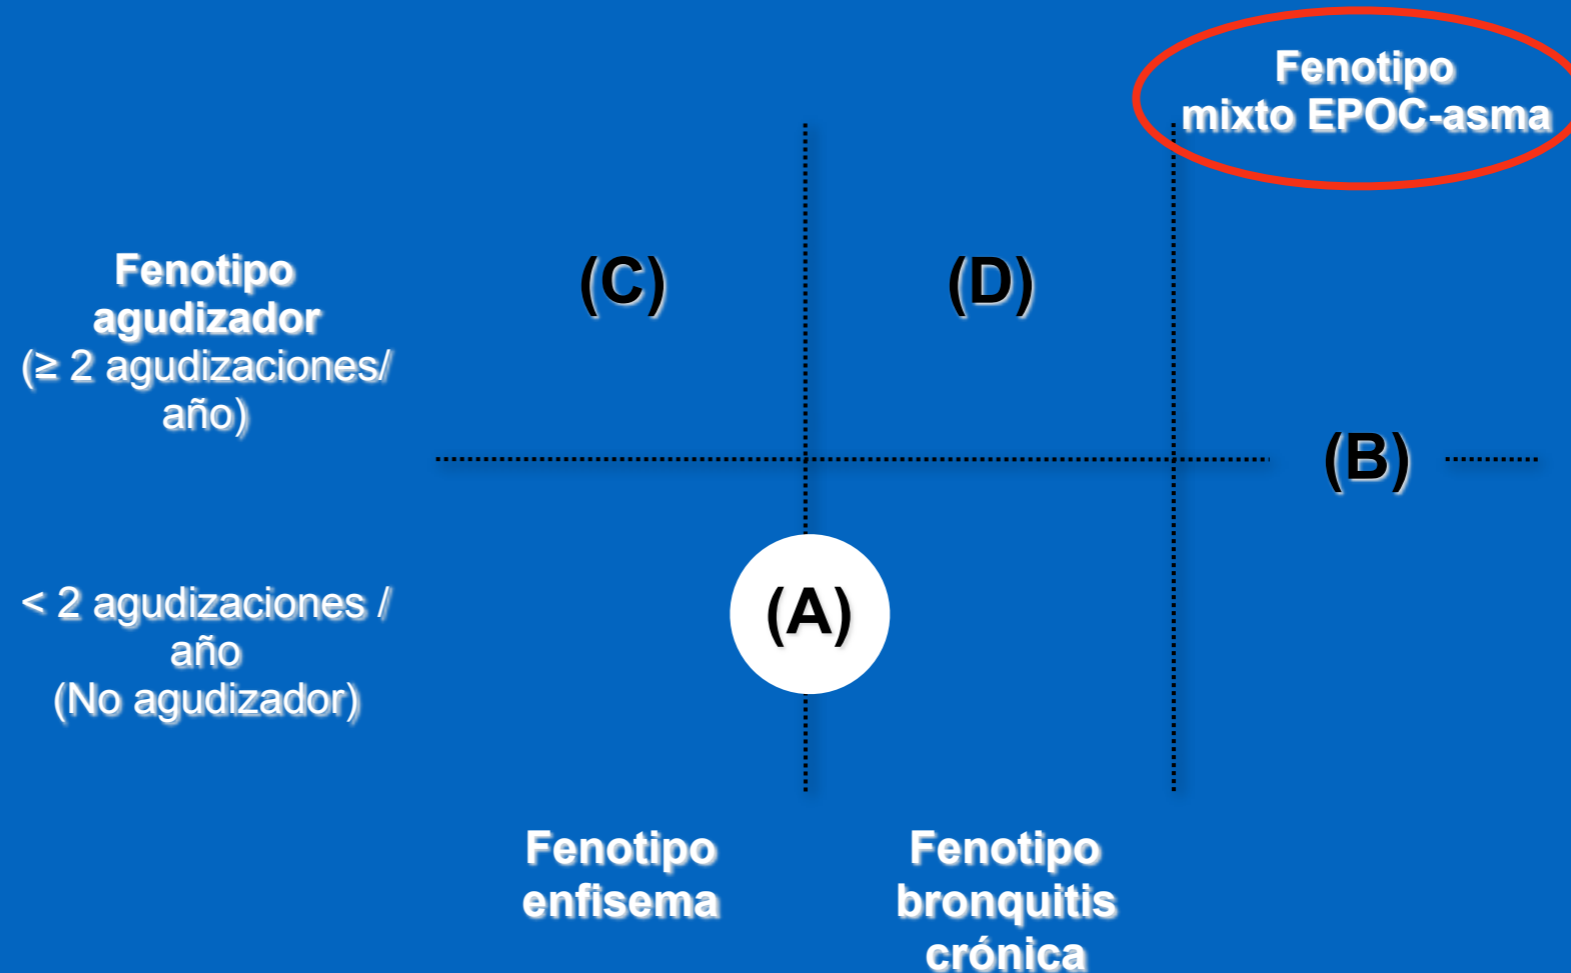 Fenotipo
mixto EPOC-asma
Fenotipo
agudizador
(≥ 2 agudizaciones/
año)
(C)
(D)
(B)
< 2 agudizaciones /
año
(No agudizador)
(A)
Fenotipo
enfisema
Fenotipo
bronquitis
crónica